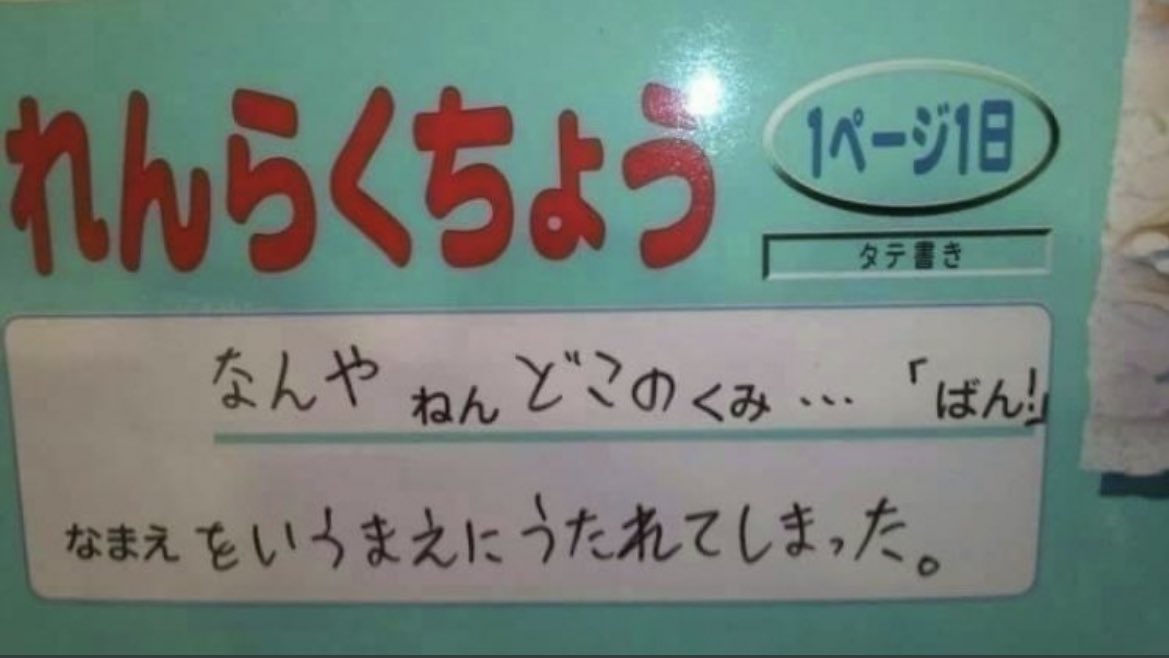 れんらくちょう
1ページ1日
タテ書き
なんや ねん どこの くみ … 「ばん!」
なまえ をいうまえにうたれてしまった。